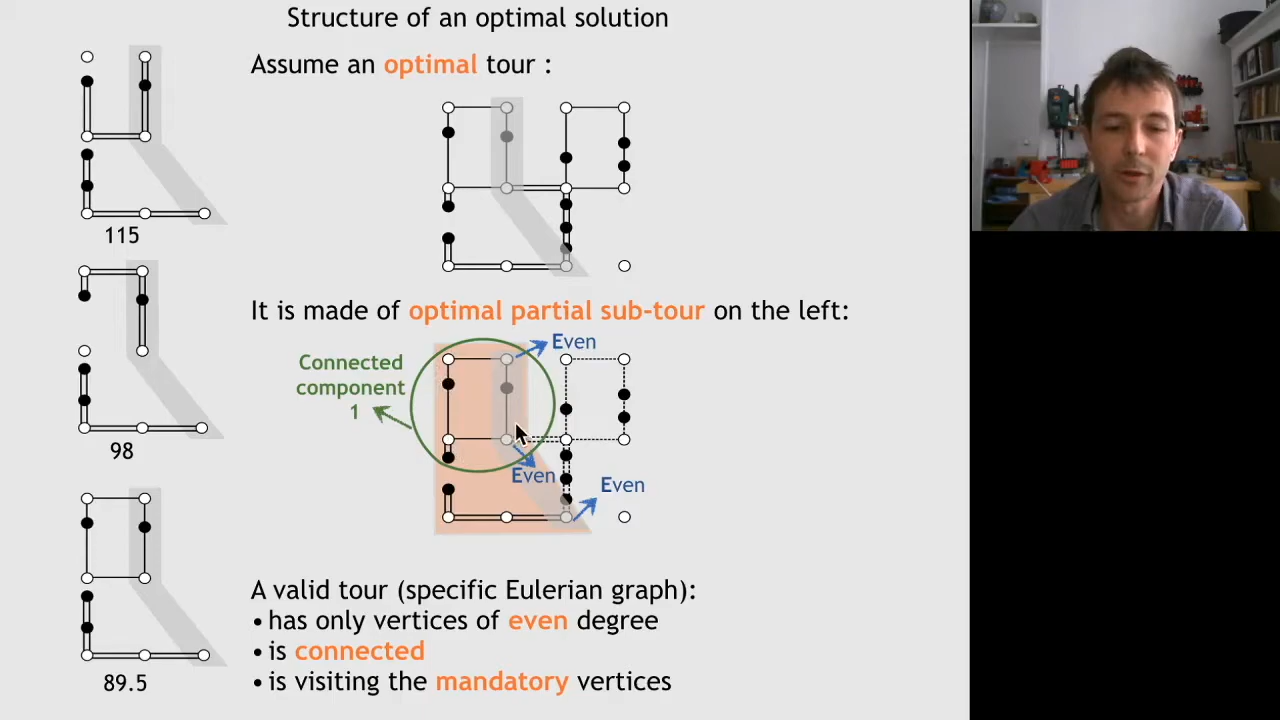 Structure of an optimal solution
Assume an optimal tour :
115
It is made of optimal partial sub-tour on the left:
Even
Connected
component
1
98
Even
Even
89.5
A valid tour (specific Eulerian graph):
• has only vertices of even degree
• is connected
• is visiting the mandatory vertices